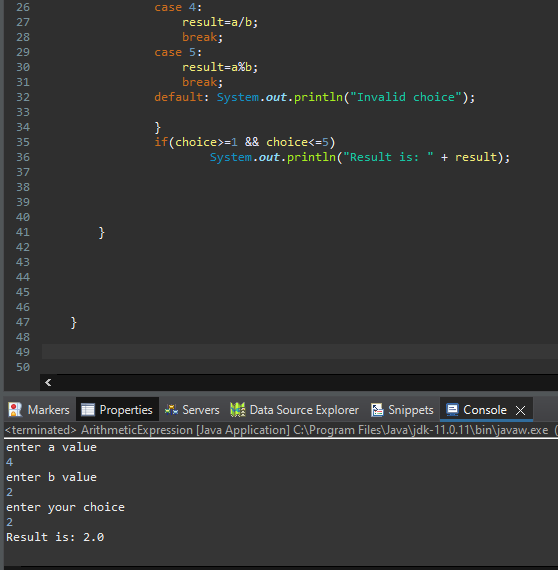 26 case 4:
27 result=a/b;
28 break;
29 case 5:
30 result=a%b;
31 break;
32 default: System.out.println("Invalid choice");
33
34 }
35 if(choice>=1 && choice<=5)
36 System.out.println("Result is: " + result);
37
38
39
40
41 }
42
43
44
45
46
47 }
48
49
50
Markers Properties Servers Data Source Explorer Snippets Console
<terminated> ArithmeticExpression [Java Application] C:\Program Files\Java\jdk-11.0.11\bin\javaw.exe (
enter a value
4
enter b value
2
enter your choice
2
Result is: 2.0